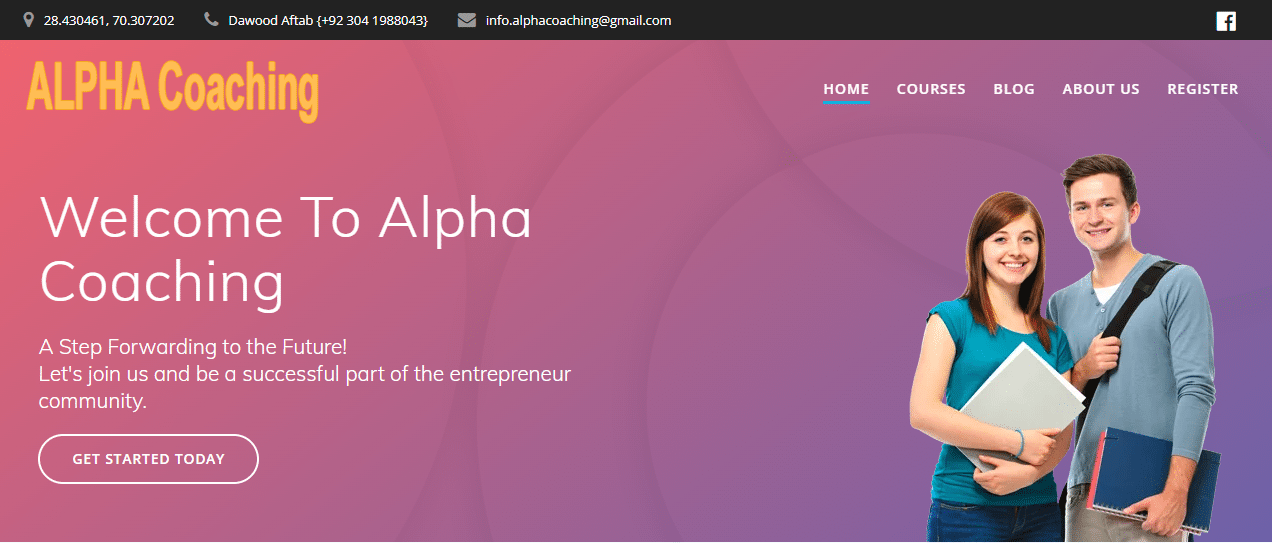 28.430461, 70.307202 Dawood Aftab {+92 304 1988043} info.alphacoaching@gmail.com
ALPHA Coaching
HOME COURSES BLOG ABOUT US REGISTER
Welcome To Alpha
Coaching
A Step Forwarding to the Future!
Let's join us and be a successful part of the entrepreneur
community.
GET STARTED TODAY